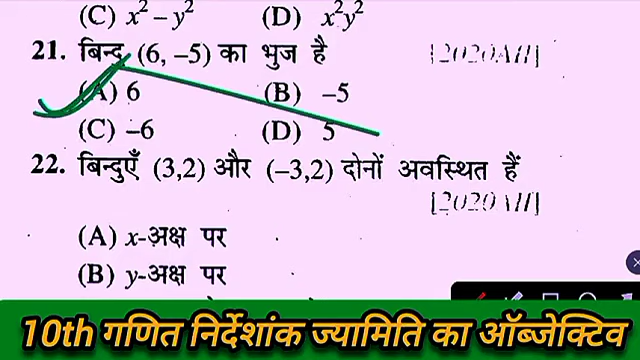 (C) x² – y² (D) x²y²
21. बिन्दु (6, –5) का भुज है [2020AII]
(A) 6 (B) –5
(C) –6 (D) 5
22. बिन्दुएँ (3,2) और (–3,2) दोनों अवस्थित हैं
[2020AII]
(A) x-अक्ष पर
(B) y-अक्ष पर
10th गणित निर्देशांक ज्यामिति का ऑब्जेक्टिव